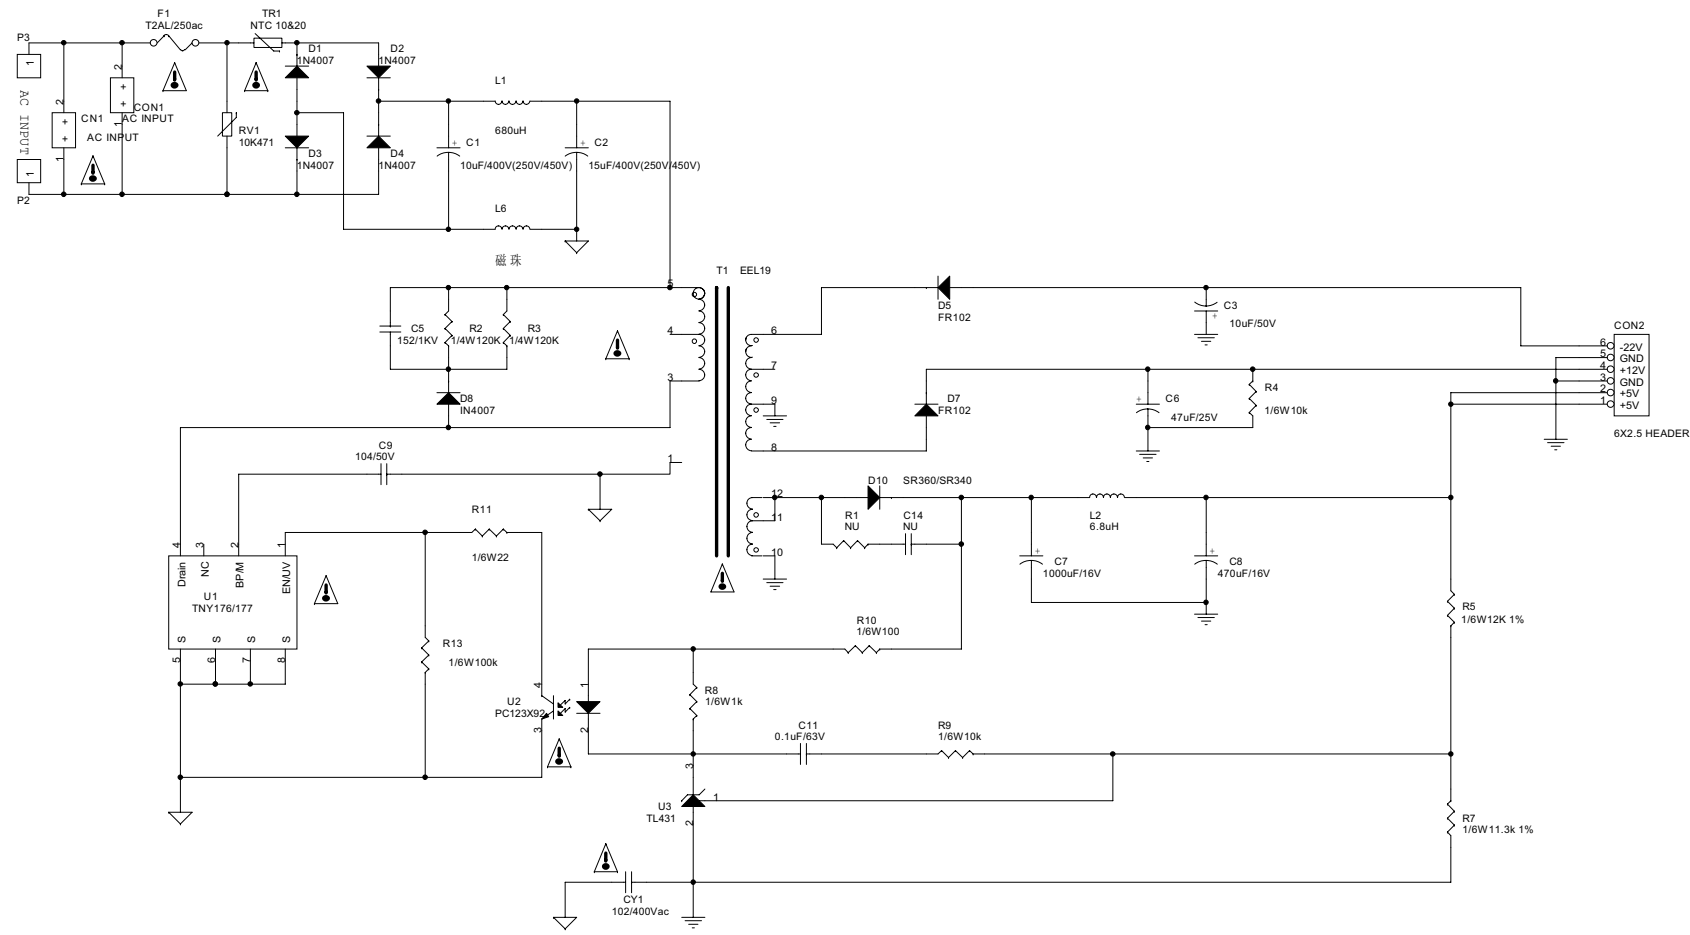 F1
T2AL/250ac
TR1
NTC 10&20
P3
1
AC INPUT
1
P2
2
CN1
AC INPUT
1
2
CON1
AC INPUT
1
RV1
10K471
D1
1N4007
D2
1N4007
D3
1N4007
D4
1N4007
L1
680uH
C1
10uF/400V(250V/450V)
C2
15uF/400V(250V/450V)
L6
磁珠
T1 EEL19
5
4
3
1
C5
152/1KV
R2
1/4W120K
R3
1/4W120K
D8
IN4007
C9
104/50V
6
7
9
8
12
11
10
D5
FR102
C3
10uF/50V
D7
FR102
C6
47uF/25V
R4
1/6W10k
CON2
6 -22V
5 GND
4 +12V
3 GND
2 +5V
1 +5V
6X2.5 HEADER
D10 SR360/SR340
R1
NU
C14
NU
L2
6.8uH
C7
1000uF/16V
C8
470uF/16V
R11
1/6W22
4 3 2 1
Drain NC BP/M EN/UV
U1
TNY176/177
S S S S
5 6 7 8
R13
1/6W100k
R10
1/6W100
R5
1/6W12K 1%
U2
PC123X92
4
3
1
2
R8
1/6W1k
C11
0.1uF/63V
R9
1/6W10k
3
1
U3
TL431
2
R7
1/6W11.3k 1%
CY1
102/400Vac